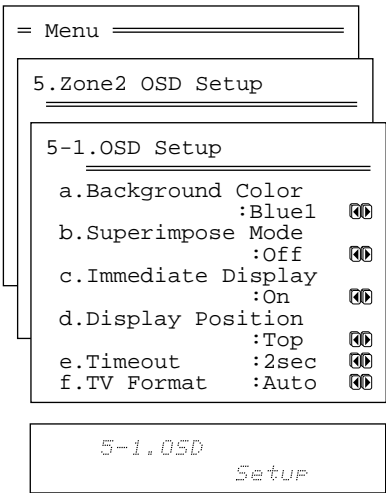 Menu
5.Zone2 OSD Setup
5-1.OSD Setup
a.Background Color
:Blue1
b.Superimpose Mode
:Off
c.Immediate Display
:On
d.Display Position
:Top
e.Timeout :2sec
f.TV Format :Auto
5-1.OSD
Setup